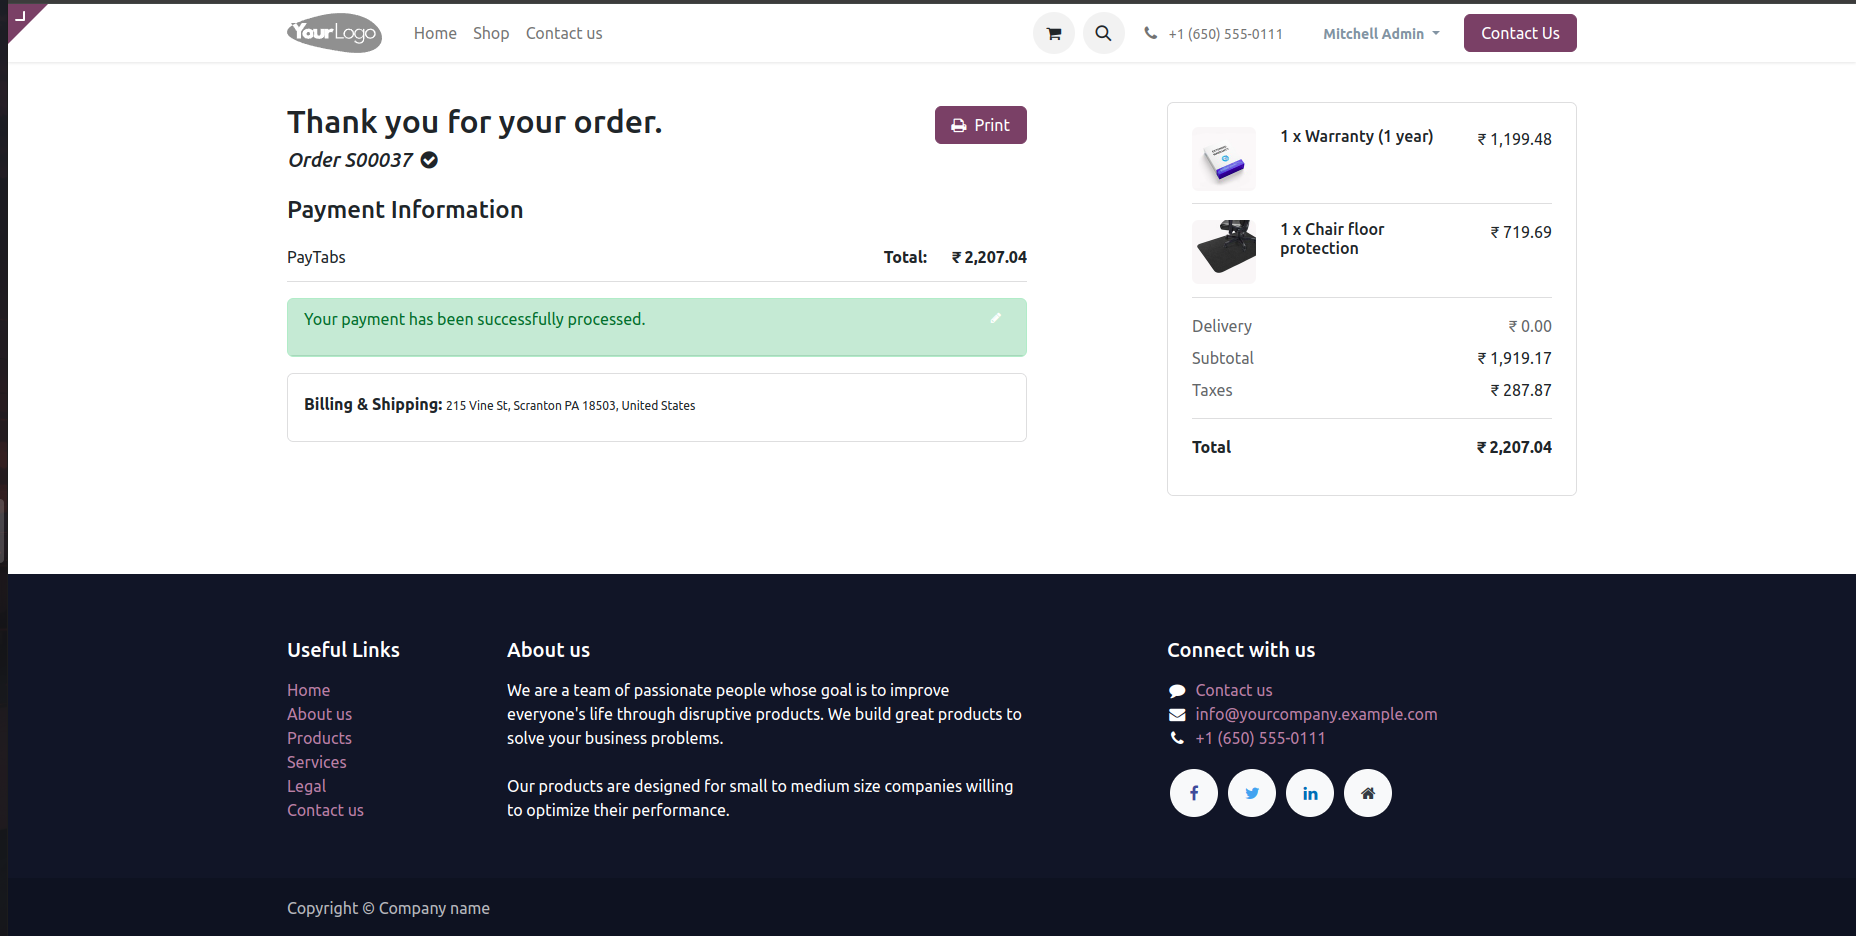 YourLogo
Home Shop Contact us
+1 (650) 555-0111
Mitchell Admin
Contact Us
Thank you for your order.
Print
Order S00037
Payment Information
PayTabs Total: ₹ 2,207.04
Your payment has been successfully processed.
Billing & Shipping: 215 Vine St, Scranton PA 18503, United States
1 x Warranty (1 year) ₹ 1,199.48
1 x Chair floor ₹ 719.69
protection
Delivery ₹ 0.00
Subtotal ₹ 1,919.17
Taxes ₹ 287.87
Total ₹ 2,207.04
Useful Links
Home
About us
Products
Services
Legal
Contact us
About us
We are a team of passionate people whose goal is to improve
everyone's life through disruptive products. We build great products to
solve your business problems.
Our products are designed for small to medium size companies willing
to optimize their performance.
Connect with us
Contact us
info@yourcompany.example.com
+1 (650) 555-0111
Copyright © Company name